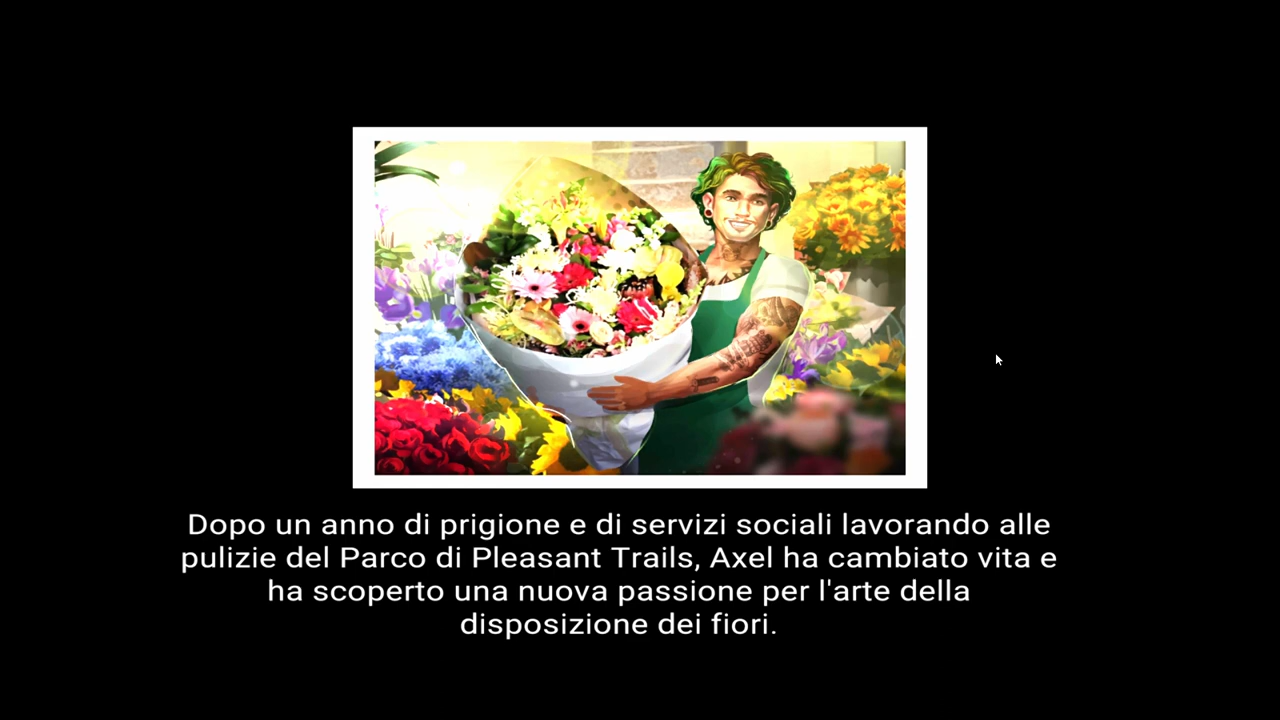 Dopo un anno di prigione e di servizi sociali lavorando alle
pulizie del Parco di Pleasant Trails, Axel ha cambiato vita e
ha scoperto una nuova passione per l'arte della
disposizione dei fiori.